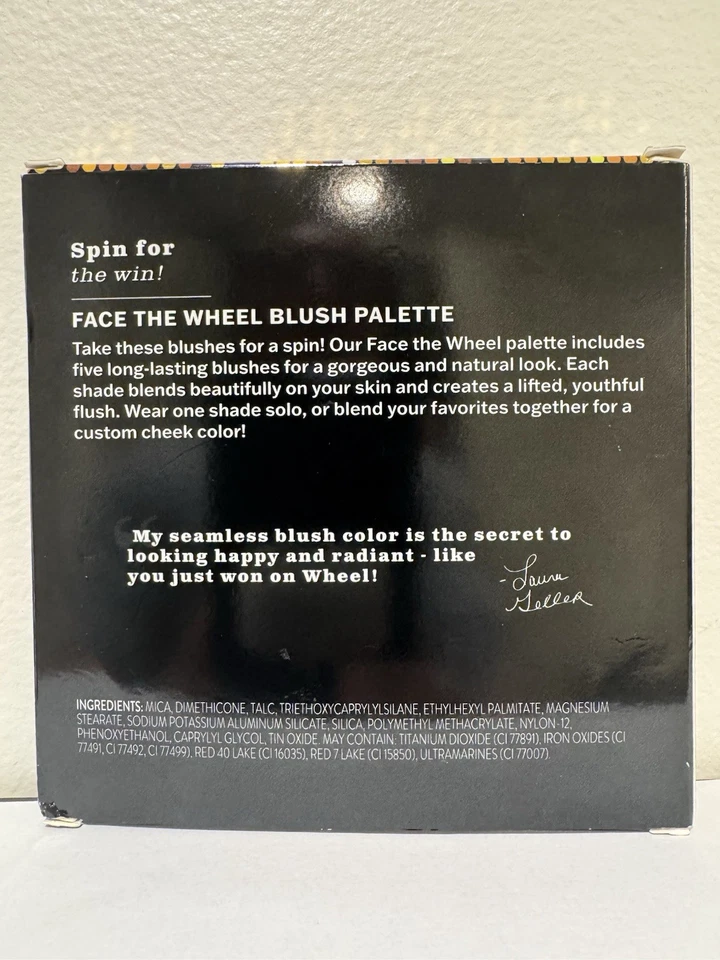 Spin for
the win!
FACE THE WHEEL BLUSH PALETTE
Take these blushes for a spin! Our Face the Wheel palette includes
five long-lasting blushes for a gorgeous and natural look. Each
shade blends beautifully on your skin and creates a lifted, youthful
flush. Wear one shade solo, or blend your favorites together for a
custom cheek color!
My seamless blush color is the secret to
looking happy and radiant - like
you just won on Wheel!
- Laura
Geller
INGREDIENTS: MICA, DIMETHICONE, TALC, TRIETHOXYCAPRYLYLSILANE, ETHYLHEXYL PALMITATE, MAGNESIUM
STEARATE, SODIUM POTASSIUM ALUMINUM SILICATE, SILICA, POLYMETHYL METHACRYLATE, NYLON-12,
PHENOXYETHANOL, CAPRYLYL GLYCOL, TIN OXIDE. MAY CONTAIN: TITANIUM DIOXIDE (CI 77891), IRON OXIDES (CI
77491, CI 77492, CI 77499), RED 40 LAKE (CI 16035), RED 7 LAKE (CI 15850), ULTRAMARINES (CI 77007).